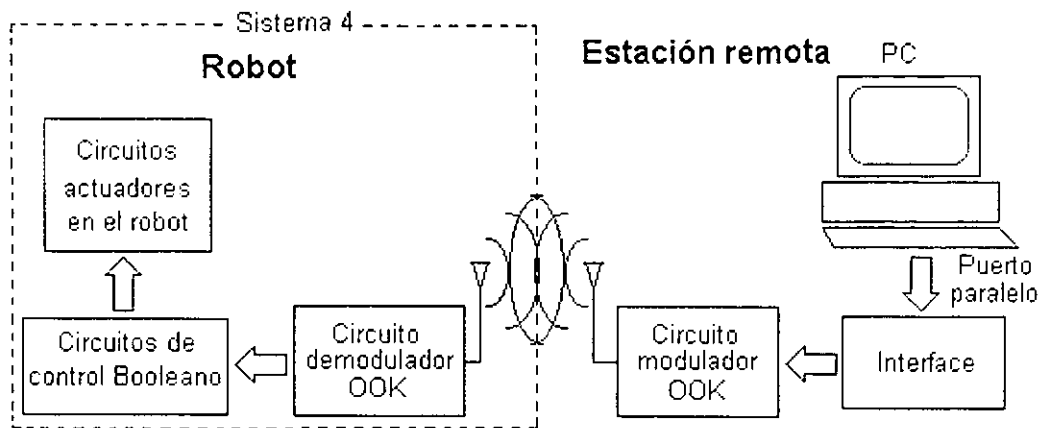 Sistema 4
Robot
Estación remota
PC
Circuitos
actuadores
en el robot
Puerto
paralelo
Circuitos de
control Booleano
Circuito
demodulador
OOK
Circuito
modulador
OOK
Interface